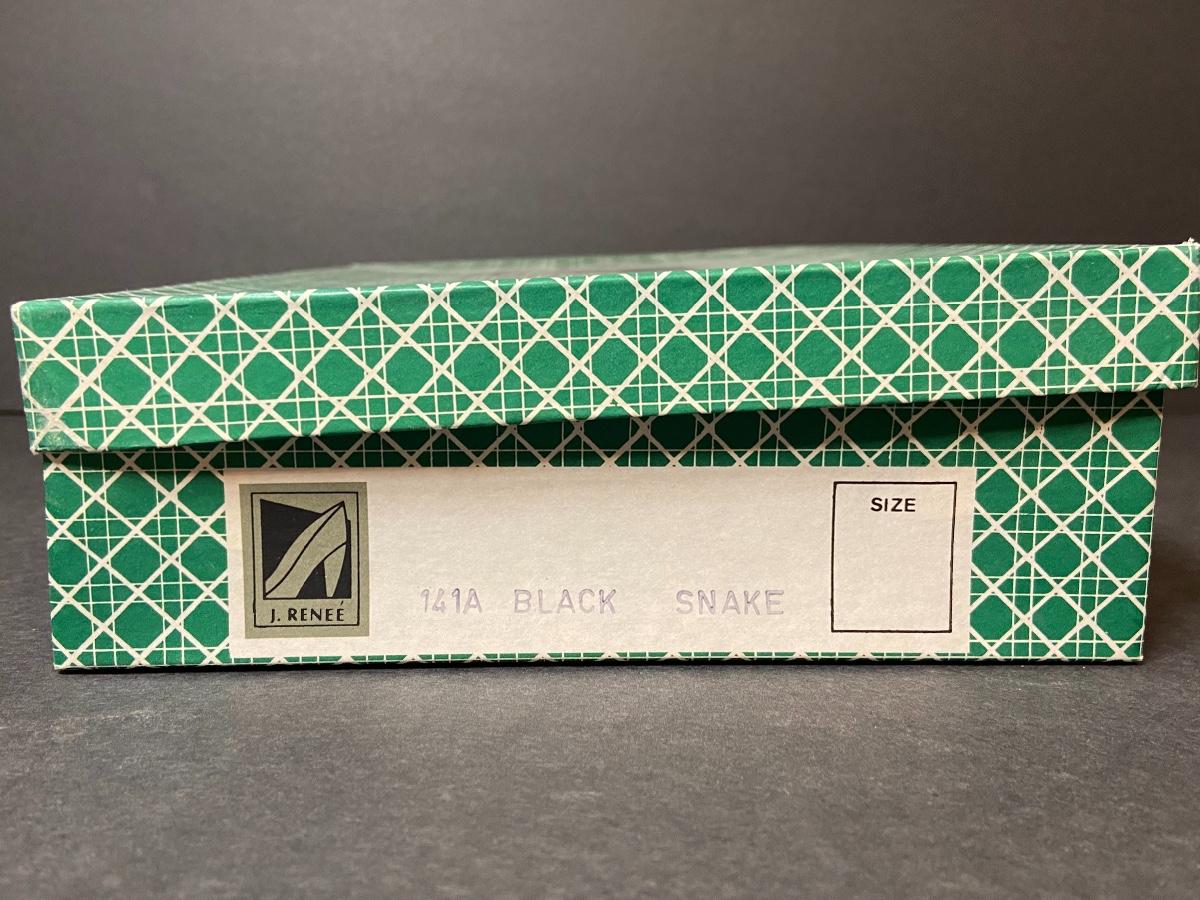 J. RENEÉ
141A BLACK SNAKE
SIZE